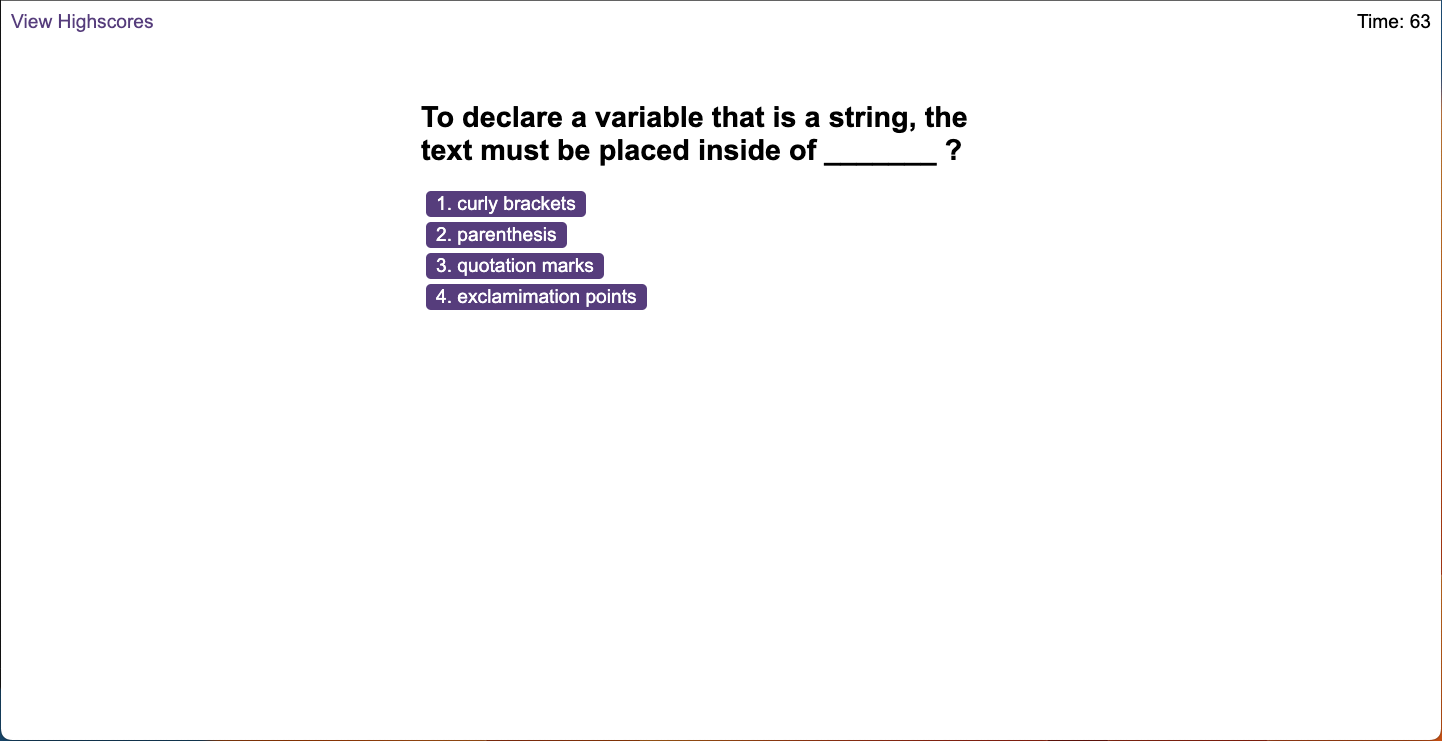 View Highscores
Time: 63
To declare a variable that is a string, the
text must be placed inside of _______ ?
1. curly brackets
2. parenthesis
3. quotation marks
4. exclamimation points